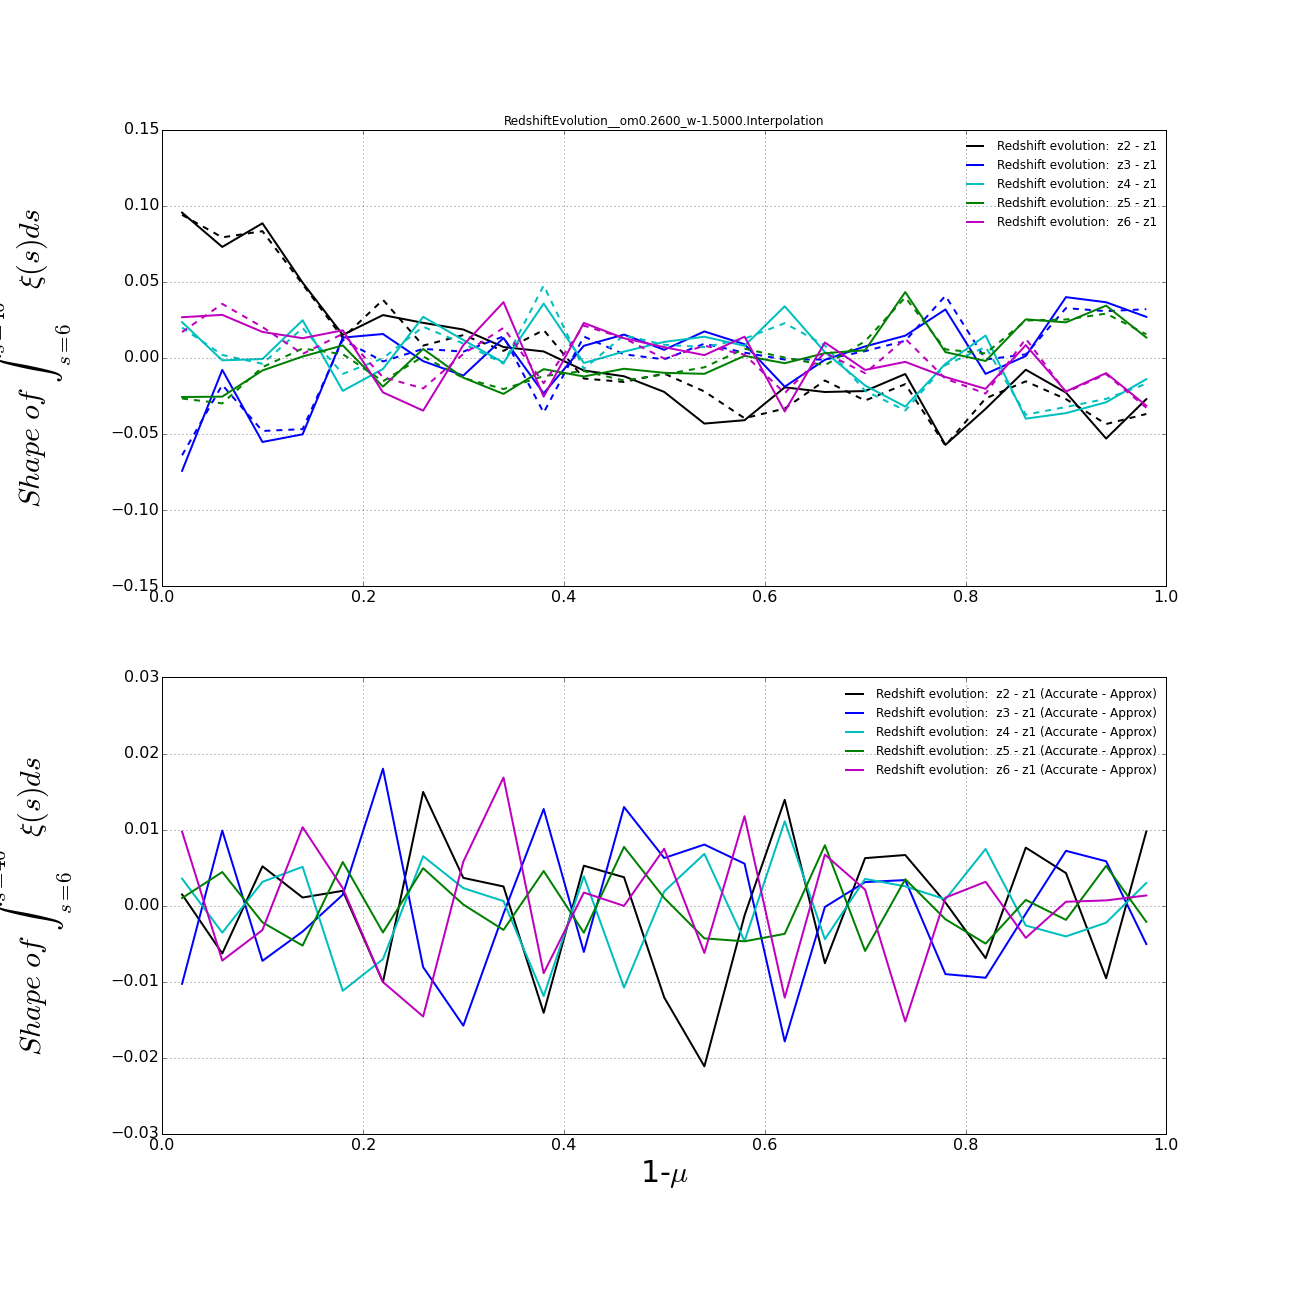 RedshiftEvolution__om0.2600_w-1.5000.Interpolation
0.15
0.10
0.05
0.00
−0.05
−0.10
−0.15
Shape of ∫s=6 ξ(s)ds
Redshift evolution:  z2 - z1
Redshift evolution:  z3 - z1
Redshift evolution:  z4 - z1
Redshift evolution:  z5 - z1
Redshift evolution:  z6 - z1
0.0 0.2 0.4 0.6 0.8 1.0
0.03
0.02
0.01
0.00
−0.01
−0.02
−0.03
Shape of ∫s=6 ξ(s)ds
Redshift evolution:  z2 - z1 (Accurate - Approx)
Redshift evolution:  z3 - z1 (Accurate - Approx)
Redshift evolution:  z4 - z1 (Accurate - Approx)
Redshift evolution:  z5 - z1 (Accurate - Approx)
Redshift evolution:  z6 - z1 (Accurate - Approx)
0.0 0.2 0.4 0.6 0.8 1.0
1-μ